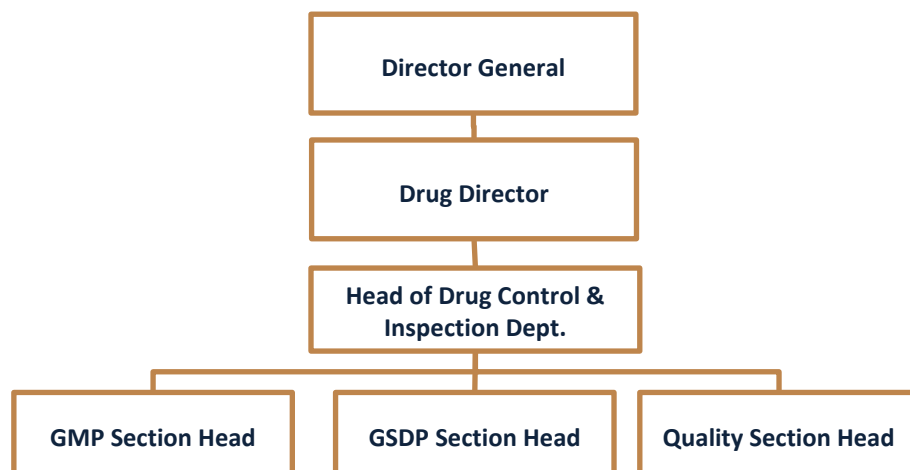 Director General
Drug Director
Head of Drug Control &
Inspection Dept.
GMP Section Head
GSDP Section Head
Quality Section Head